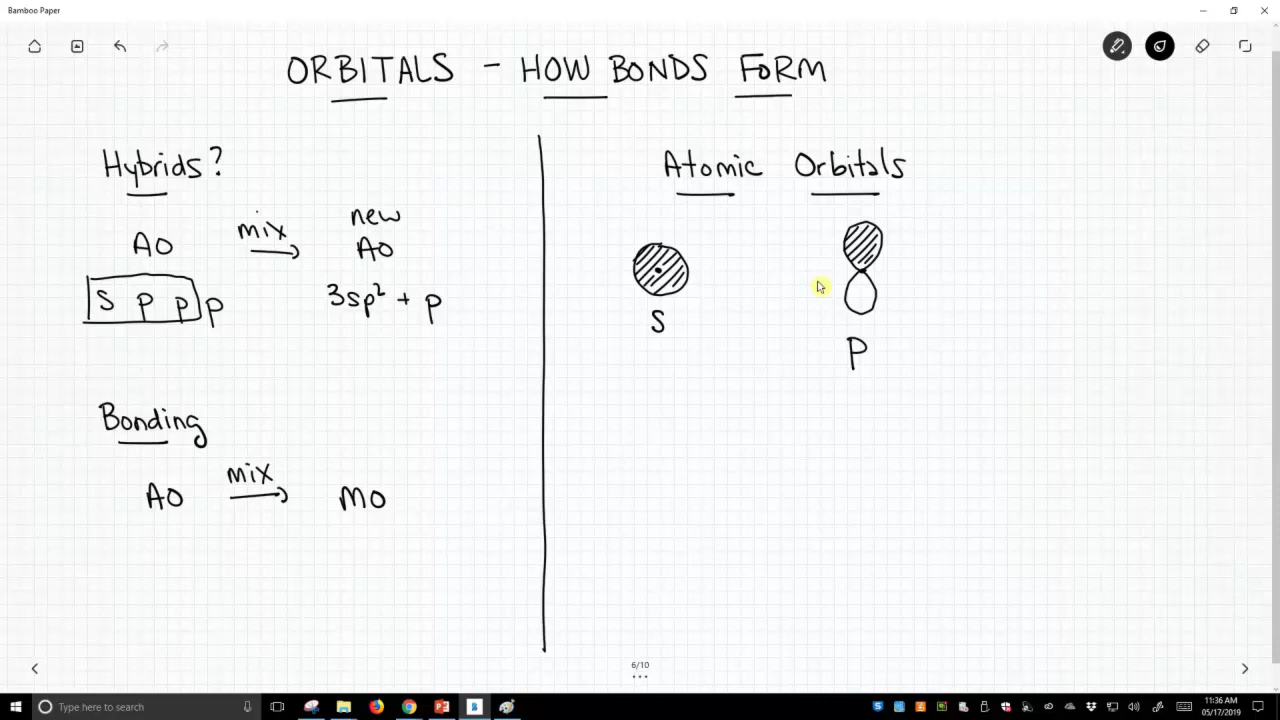 Bamboo Paper
ORBITALS – HOW BONDS FORM
Hybrids?
AO mix new AO
s p p p 3sp² + p
Bonding
AO mix MO
Atomic Orbitals
S
P
6/10
Type here to search
11:36 AM
05/17/2019